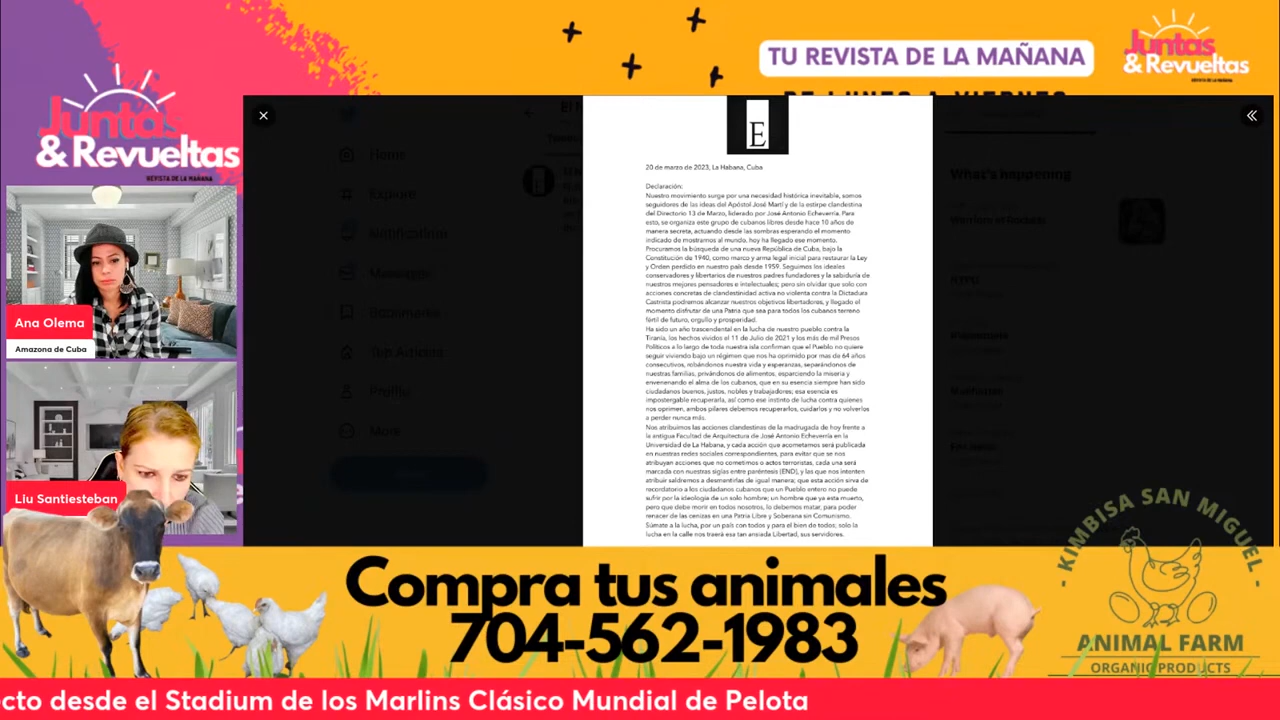 TU REVISTA DE LA MAÑANA
Juntas
& Revueltas
DE LUNES A VIERNES
Juntas
& Revueltas
REVISTA DE LA MAÑANA
Ana Olema
Amazona de Cuba
Liu Santiesteban
Home
Explore
Notifications
Messages
Bookmarks
Profile
More
What's happening
E
20 de marzo de 2023, La Habana, Cuba
Declaración:
Nuestro movimiento surge por una necesidad histórica inevitable, somos
seguidores de las ideas del Apóstol José Martí y de la estirpe clandestina
del Directorio 13 de Marzo, liderado por José Antonio Echeverría. Para
esto, se organiza este grupo de cubanos libres desde hace 10 años de
manera secreta, actuando desde las sombras esperando el momento
indicado de mostrarnos al mundo, hoy ha llegado ese momento.
Procuramos la búsqueda de una nueva República de Cuba, bajo la
Constitución de 1940, como marco y arma legal inicial para restaurar la Ley
y Orden perdido en nuestro país desde 1959. Seguimos los ideales
conservadores y libertarios de nuestros padres fundadores y la sabiduría de
nuestros mejores pensadores e intelectuales; pero sin olvidar que solo con
acciones concretas de clandestinidad activa no violenta contra la Dictadura
Castrista podremos alcanzar nuestros objetivos libertadores, y llegado el
momento disfrutar de una Patria que sea para todos los cubanos terreno
fértil de futuro, orgullo y prosperidad.
Ha sido un año trascendental en la lucha de nuestro pueblo contra la
Tiranía, los hechos vividos el 11 de Julio de 2021 y los más de mil Presos
Políticos a lo largo de toda nuestra isla confirman que el Pueblo no quiere
seguir viviendo bajo un régimen que nos ha oprimido por mas de 64 años
consecutivos, robándonos nuestra vida y esperanzas, separándonos de
nuestras familias, privándonos de alimentos, esparciendo la miseria y
envenenando el alma de los cubanos, que en su esencia siempre han sido
ciudadanos buenos, justos, nobles y trabajadores; esa esencia es
impostergable recuperarla, así como ese instinto de lucha contra quienes
nos oprimen, ambos pilares debemos recuperarlos, cuidarlos y no volverlos
a perder nunca más.
Nos atribuimos las acciones clandestinas de la madrugada de hoy frente a
la antigua Facultad de Arquitectura de José Antonio Echeverría en la
Universidad de La Habana, y cada acción que acometamos será publicada
en nuestras redes sociales correspondientes, para evitar que se nos
atribuyan acciones que no cometimos o actos terroristas, cada una será
marcada con nuestras siglas entre paréntesis (END), y las que nos intenten
atribuir saldremos a desmentirlas de igual manera; que esta acción sirva de
recordatorio a los ciudadanos cubanos que un Pueblo entero no puede
sufrir por la ideología de un solo hombre; un hombre que ya esta muerto,
pero que debe morir en todos nosotros, lo debemos matar, para poder
renacer de las cenizas en una Patria Libre y Soberana sin Comunismo.
Súmate a la lucha, por un país con todos y para el bien de todos, solo la
lucha en la calle nos traerá esa tan ansiada Libertad, sus servidores.
Compra tus animales
704-562-1983
- KIMBISA SAN MIGUEL -
ANIMAL FARM
ORGANIC PRODUCTS
ecto desde el Stadium de los Marlins Clásico Mundial de Pelota